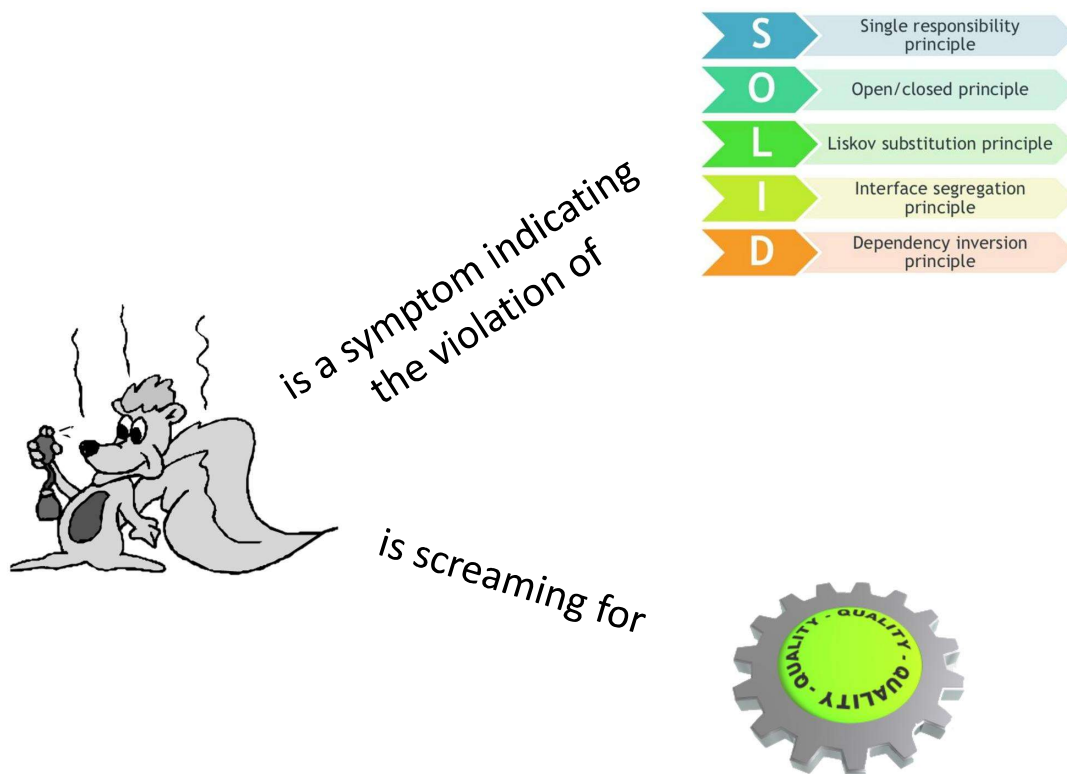 S
Single responsibility
principle
O
Open/closed principle
L
Liskov substitution principle
I
Interface segregation
principle
D
Dependency inversion
principle
is a symptom indicating
the violation of
is screaming for
QUALITY - QUALITY - QUALITY - QUALITY -